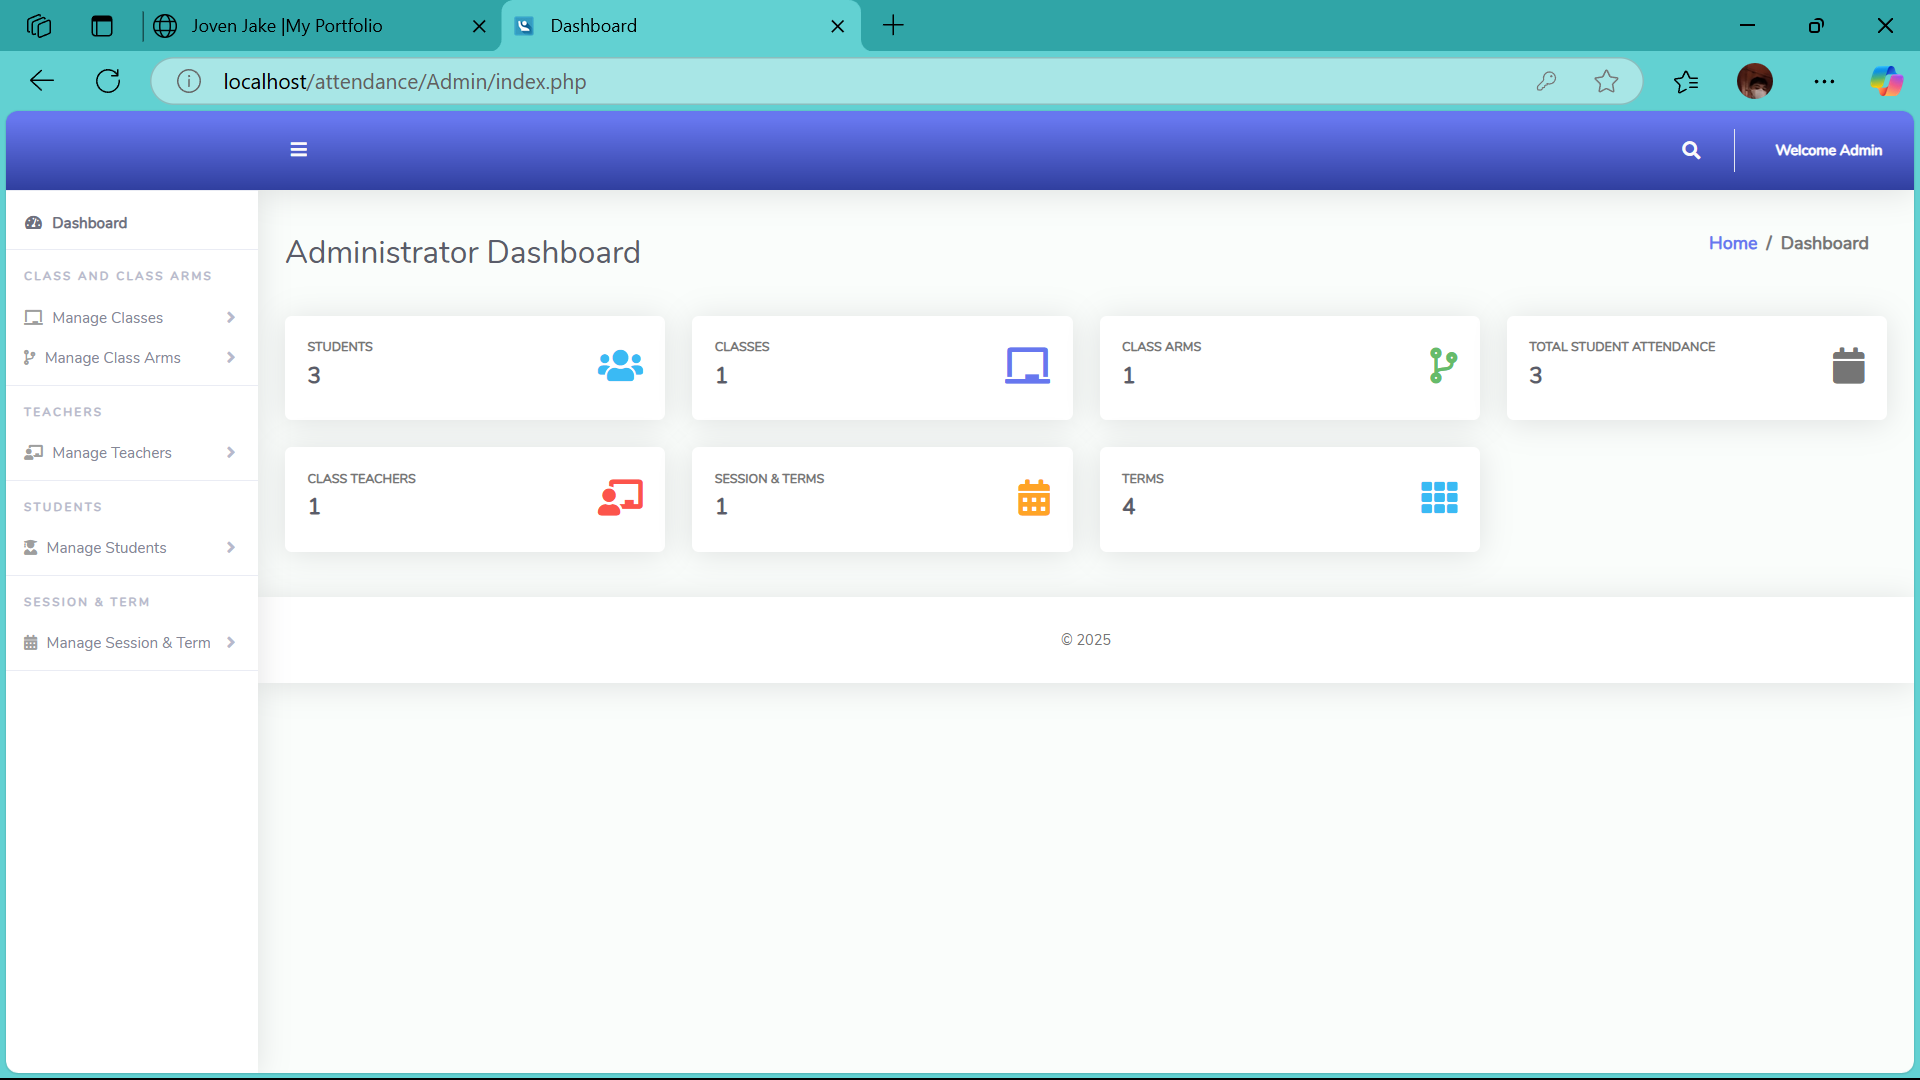 Joven Jake |My Portfolio
Dashboard
localhost/attendance/Admin/index.php
Welcome Admin
Dashboard
CLASS AND CLASS ARMS
Manage Classes
Manage Class Arms
TEACHERS
Manage Teachers
STUDENTS
Manage Students
SESSION & TERM
Manage Session & Term
Administrator Dashboard
Home / Dashboard
STUDENTS
3
CLASSES
1
CLASS ARMS
1
TOTAL STUDENT ATTENDANCE
3
CLASS TEACHERS
1
SESSION & TERMS
1
TERMS
4
© 2025